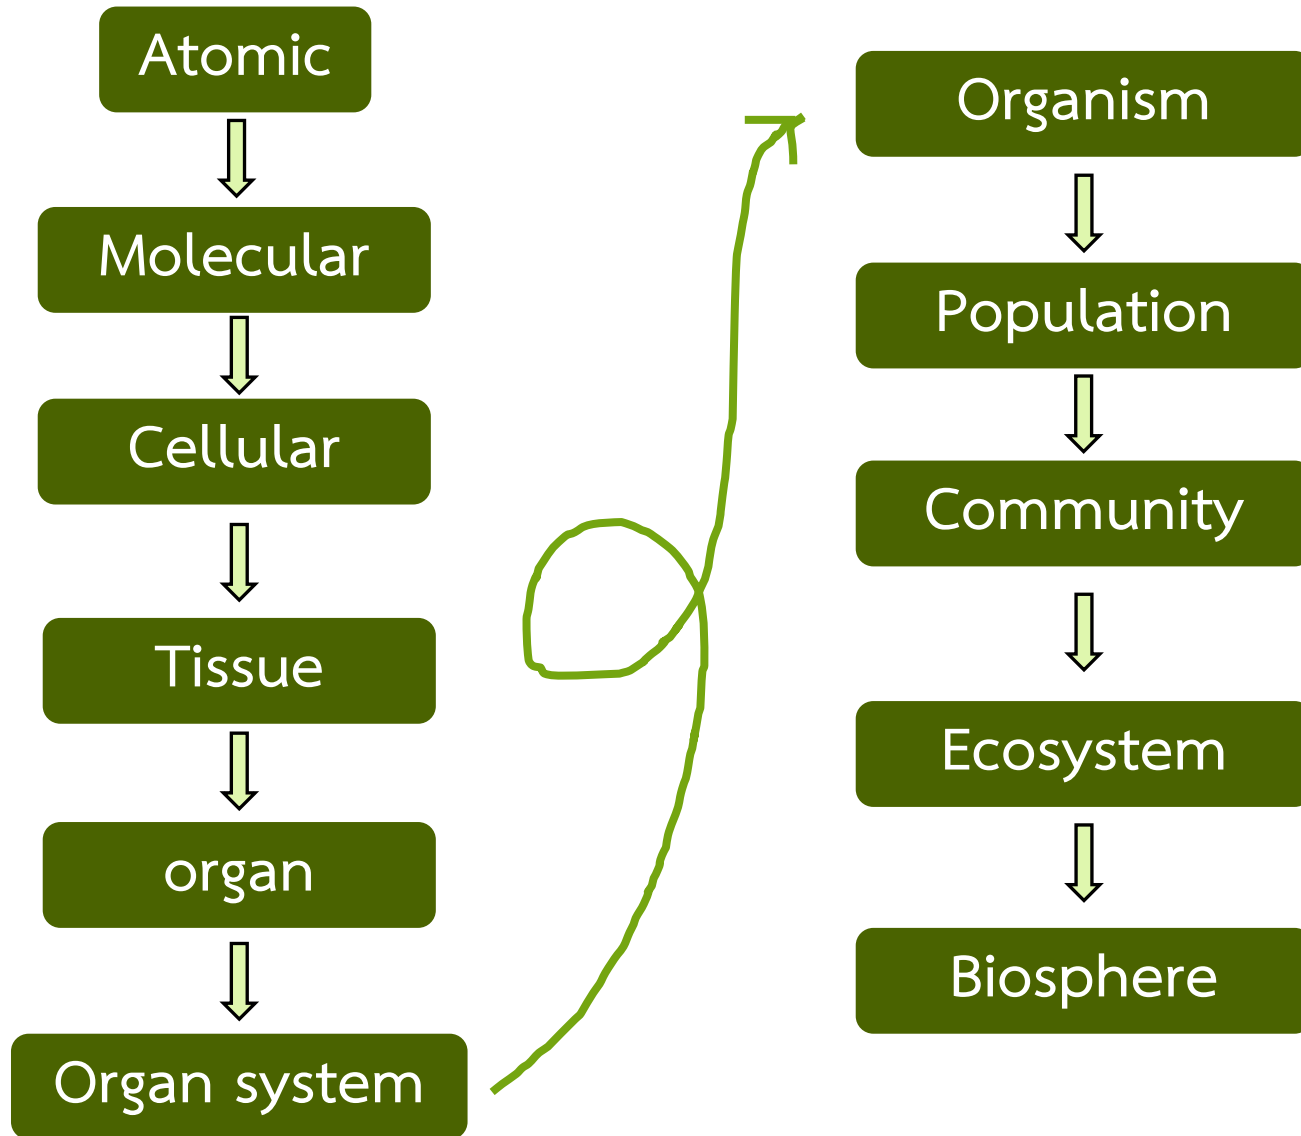 Atomic
Molecular
Cellular
Tissue
organ
Organ system
Organism
Population
Community
Ecosystem
Biosphere